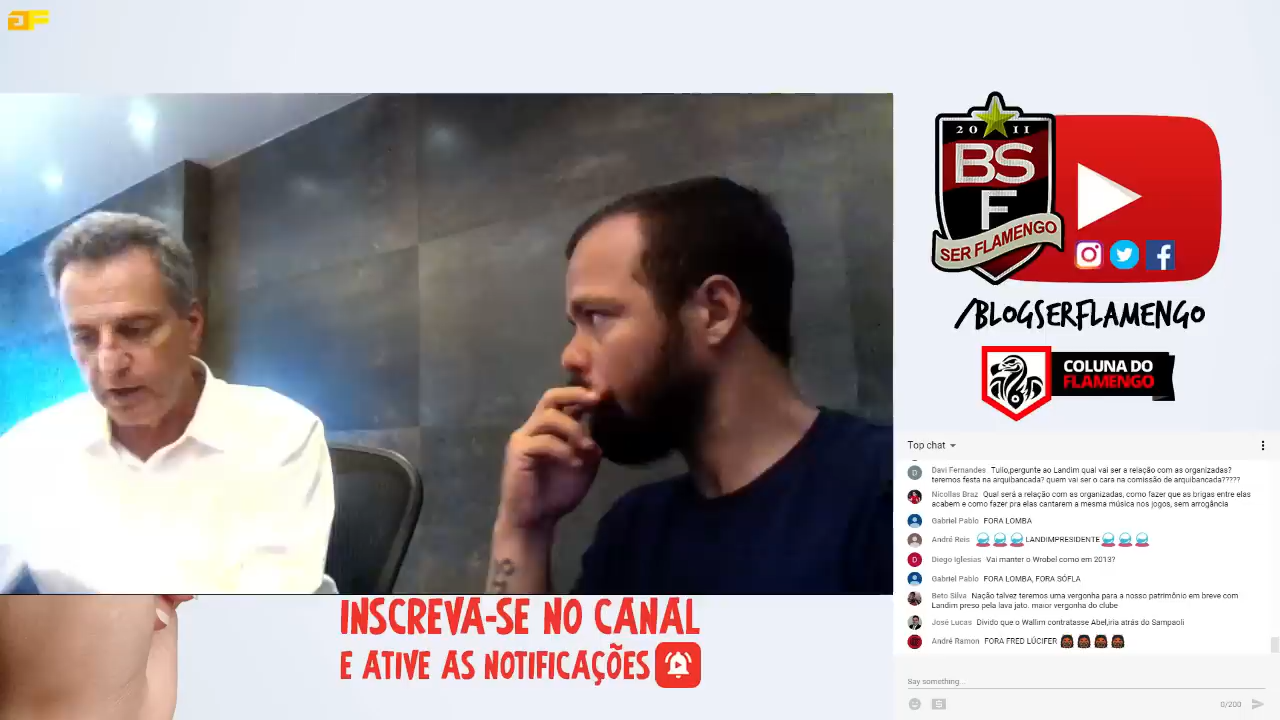 GF
20 11
BS
F
SER FLAMENGO
/BLOGSERFLAMENGO
COLUNA DO
FLAMENGO
Top chat
D Davi Fernandes Tulio,pergunte ao Landim qual vai ser a relação com as organizadas?
teremos festa na arquibancada? quem vai ser o cara na comissão de arquibancada?????
Nicollas Braz Qual será a relação com as organizadas, como fazer que as brigas entre elas
acabem e como fazer pra elas cantarem a mesma música nos jogos, sem arrogância
Gabriel Pablo FORA LOMBA
André Reis LANDIMPRESIDENTE
D Diego Iglesias Vai manter o Wrobel como em 2013?
Gabriel Pablo FORA LOMBA, FORA SÓFLA
Beto Silva Nação talvez teremos uma vergonha para a nosso patrimônio em breve com
Landim preso pela lava jato. maior vergonha do clube
José Lucas Divido que o Wallim contratasse Abel,iria atrás do Sampaoli
André Ramon FORA FRED LÚCIFER
Say something...
0/200
INSCREVA-SE NO CANAL
E ATIVE AS NOTIFICAÇÕES